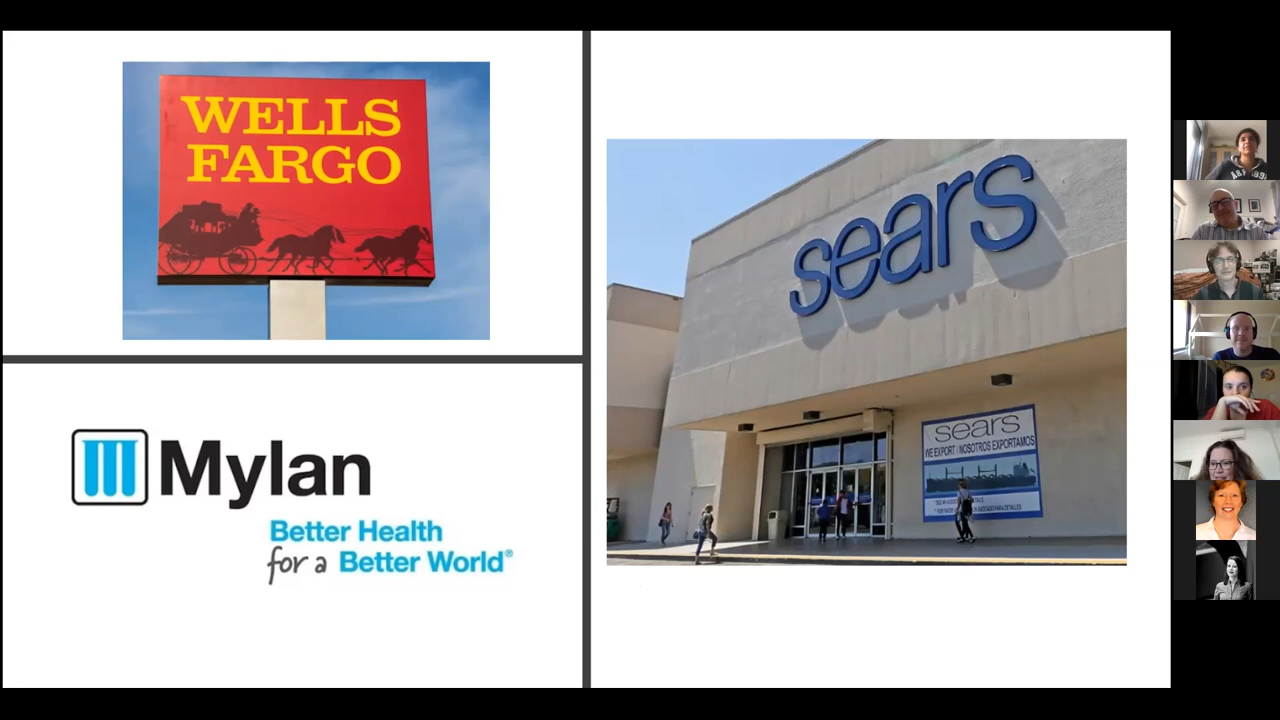 WELLS
FARGO
Mylan
Better Health
for a Better World®
sears
sears
WE EXPORT | NOSOTROS EXPORTAMOS